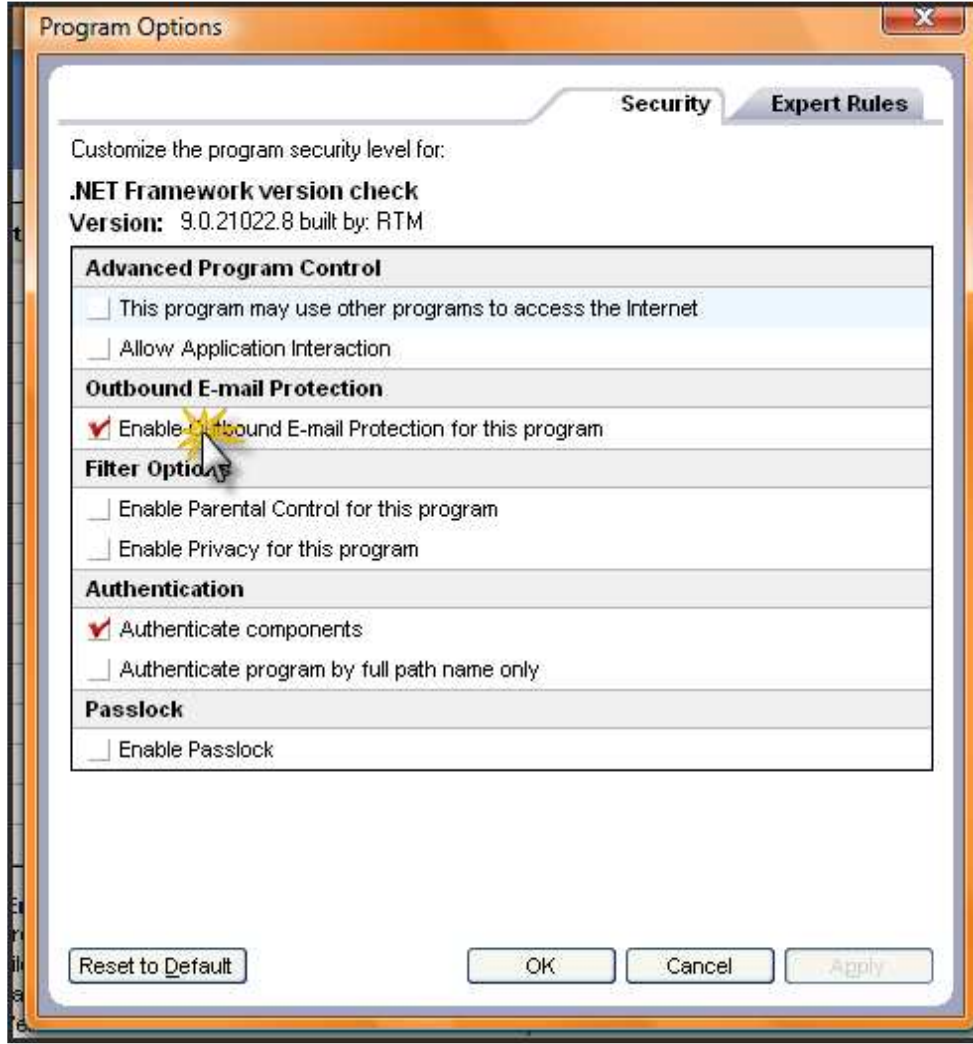 Program Options
Security
Expert Rules
Customize the program security level for:
.NET Framework version check
Version: 9.0.21022.8 built by: RTM
Advanced Program Control
This program may use other programs to access the Internet
Allow Application Interaction
Outbound E-mail Protection
Enable Outbound E-mail Protection for this program
Filter Options
Enable Parental Control for this program
Enable Privacy for this program
Authentication
Authenticate components
Authenticate program by full path name only
Passlock
Enable Passlock
Reset to Default
OK
Cancel
Apply